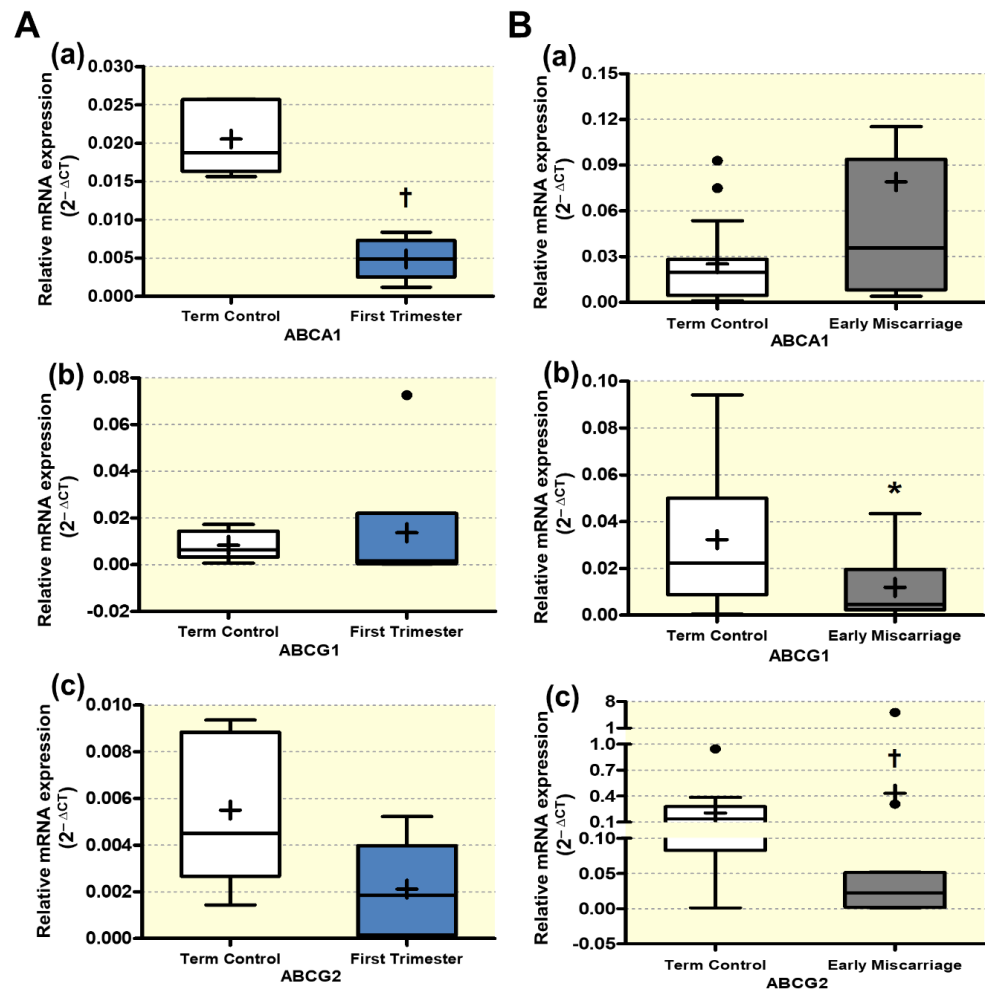 A
B
(a)
Relative mRNA expression
(2− ΔCT)
0.030
0.025
0.020
0.015
0.010
0.005
0.000
†
Term Control
First Trimester
ABCA1
(a)
Relative mRNA expression
(2− ΔCT)
0.15
0.12
0.09
0.06
0.03
0.00
Term Control
Early Miscarriage
ABCA1
(b)
Relative mRNA expression
(2− ΔCT)
0.08
0.06
0.04
0.02
0.00
-0.02
Term Control
First Trimester
ABCG1
(b)
Relative mRNA expression
(2− ΔCT)
0.10
0.08
0.06
0.04
0.02
0.00
*
Term Control
Early Miscarriage
ABCG1
(c)
Relative mRNA expression
(2− ΔCT)
0.010
0.008
0.006
0.004
0.002
0.000
Term Control
First Trimester
ABCG2
(c)
Relative mRNA expression
(2− ΔCT)
8
1
1.0
0.7
0.4
0.1
0.10
0.05
0.00
-0.05
†
Term Control
Early Miscarriage
ABCG2